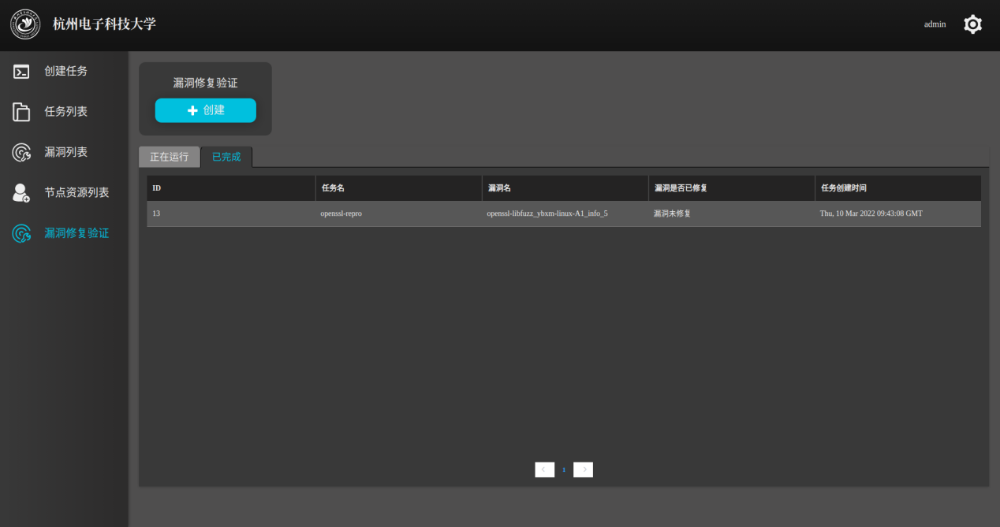 杭州电子科技大学
admin
创建任务
任务列表
漏洞列表
节点资源列表
漏洞修复验证
漏洞修复验证
创建
正在运行 已完成
ID 任务名 漏洞名 漏洞是否已修复 任务创建时间
13 openssl-repro openssl-libfuzz_ybxm-linux-A1_info_5 漏洞未修复 Thu, 10 Mar 2022 09:43:08 GMT
1